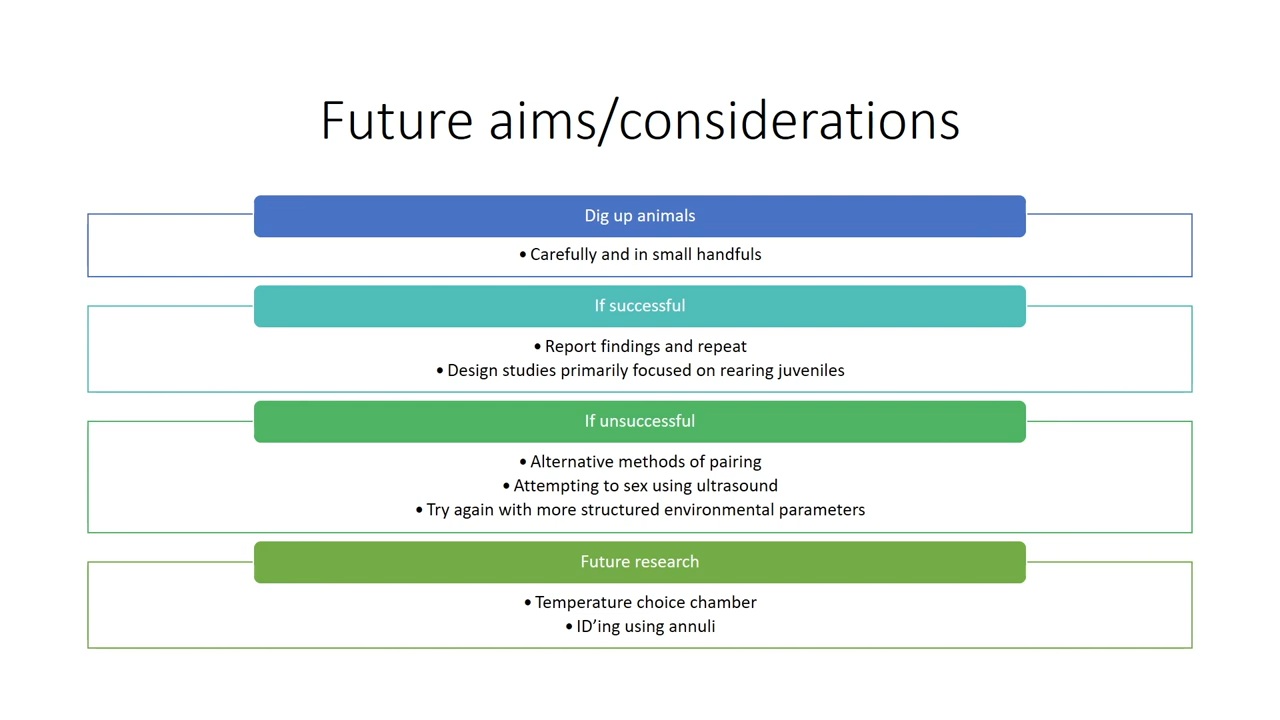 Future aims/considerations
Dig up animals
• Carefully and in small handfuls
If successful
• Report findings and repeat
• Design studies primarily focused on rearing juveniles
If unsuccessful
• Alternative methods of pairing
• Attempting to sex using ultrasound
• Try again with more structured environmental parameters
Future research
• Temperature choice chamber
• ID’ing using annuli